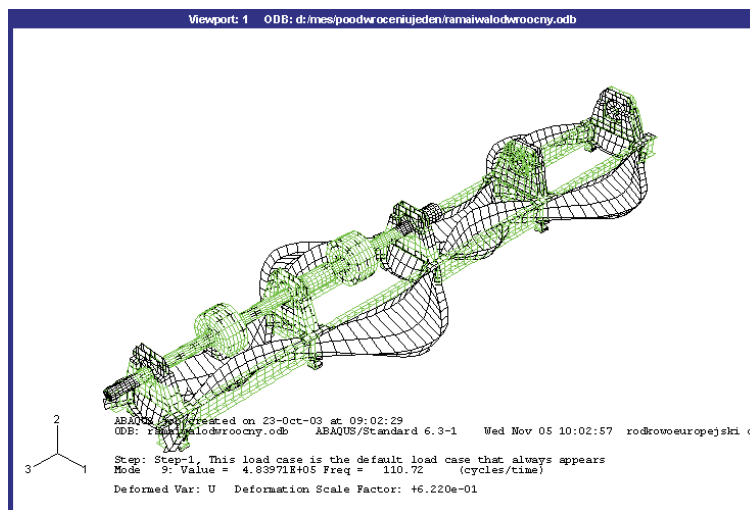 Viewport: 1 ODB: d:/mes/poodwroceniujeden/ramaiwalodwroocny.odb
2
3
1
ABAQUS created on 23-Oct-03 at 09:02:29
ODB: ramaiwalodwrocny.odb ABAQUS/Standard 6.3-1 Wed Nov 05 10:02:57 rodkowoeuropejski
Step: Step-1, This load case is the default load case that always appears
Mode 9: Value = 4.83971E+05 Freq = 110.72 (cycles/time)
Deformed Var: U Deformation Scale Factor: +6.220e-01